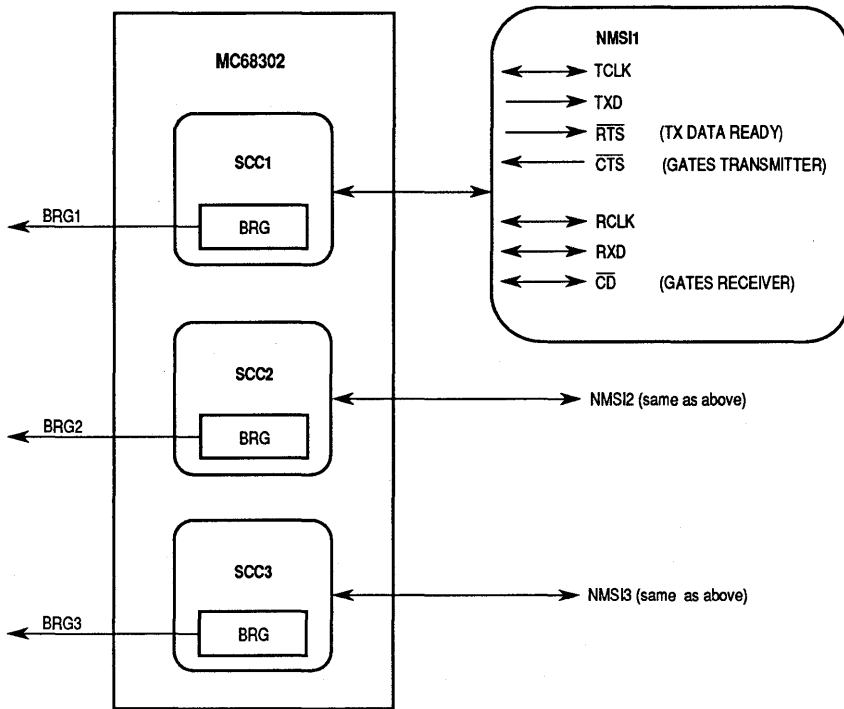 MC68302
SCC1
BRG
BRG1
SCC2
BRG
BRG2
SCC3
BRG
BRG3
NMSI1
TCLK
TXD
RTS (TX DATA READY)
CTS (GATES TRANSMITTER)
RCLK
RXD
CD (GATES RECEIVER)
NMSI2 (same as above)
NMSI3 (same as above)